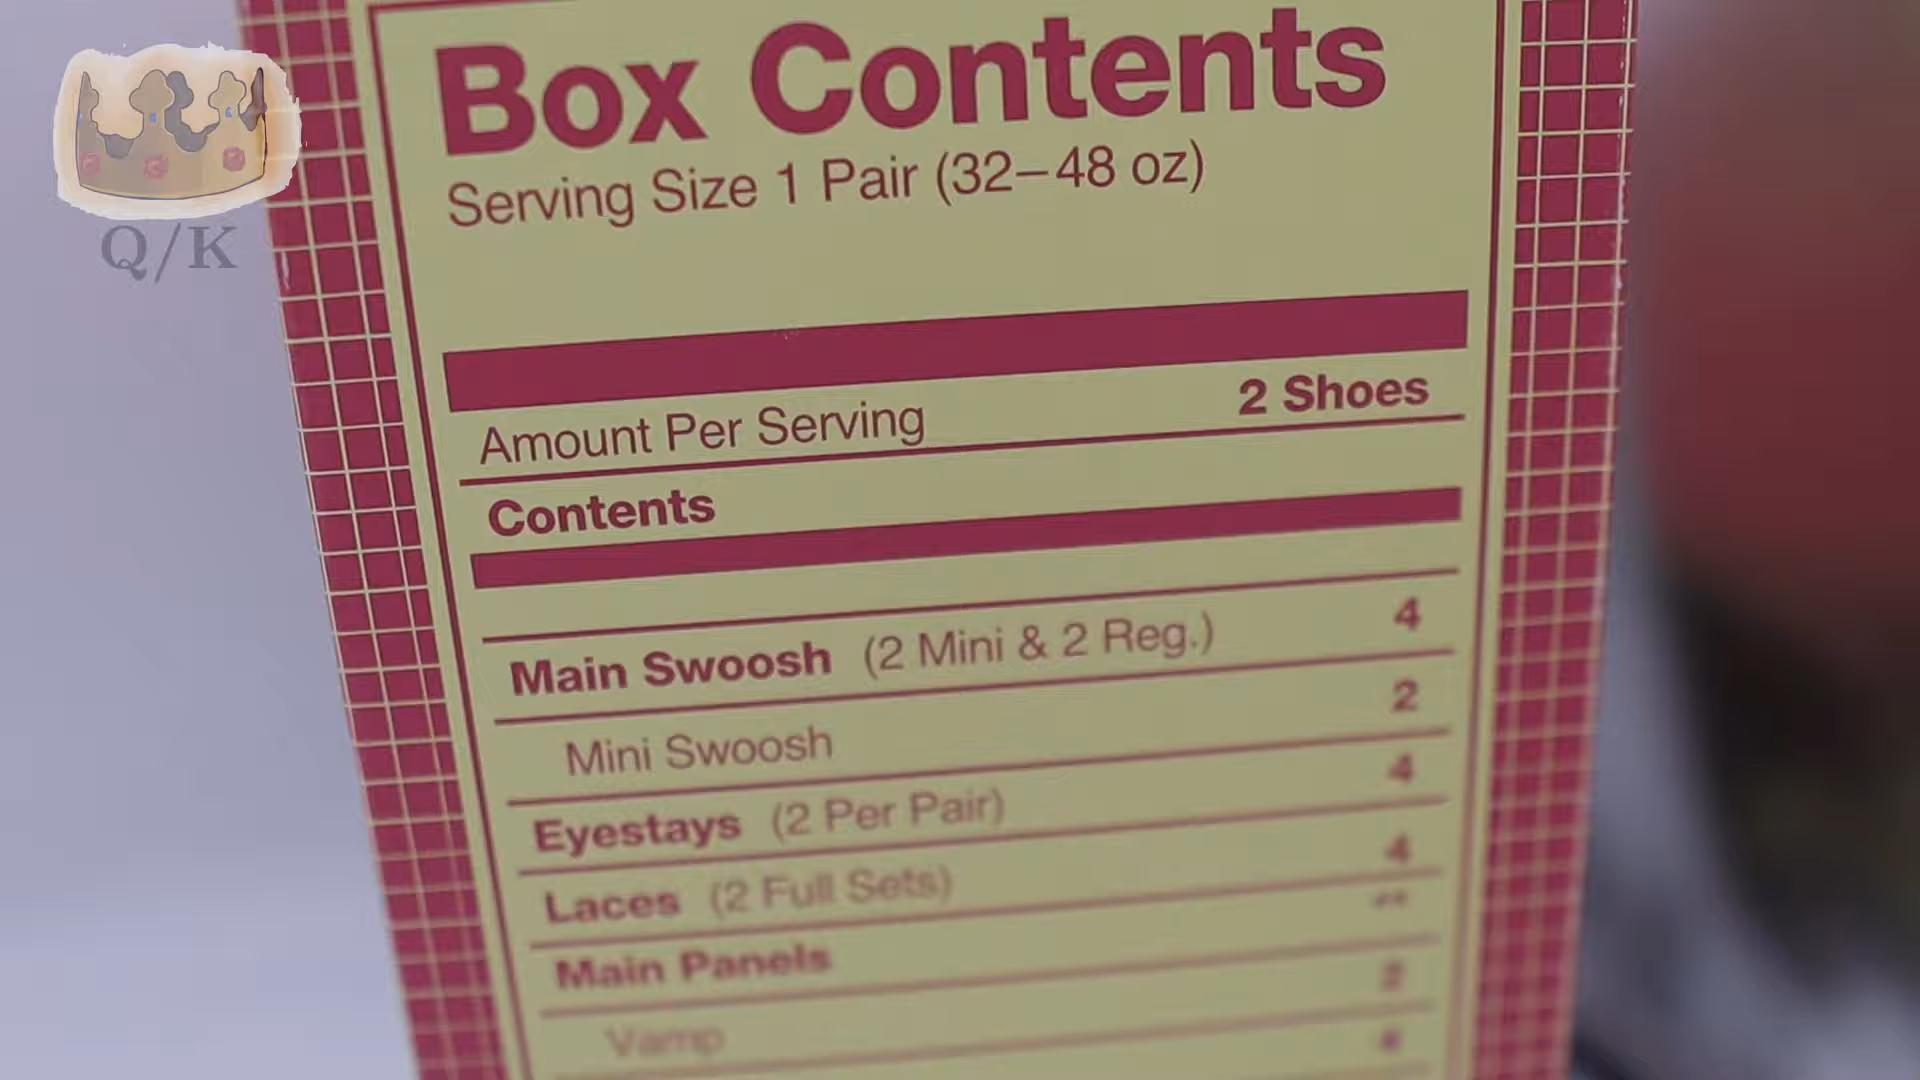 Box Contents
Serving Size 1 Pair (32–48 oz)
Q/K
Amount Per Serving 2 Shoes
Contents
Main Swoosh (2 Mini & 2 Reg.) 4
Mini Swoosh 2
Eyestays (2 Per Pair) 4
Laces (2 Full Sets) 4
Main Panels
Vamp